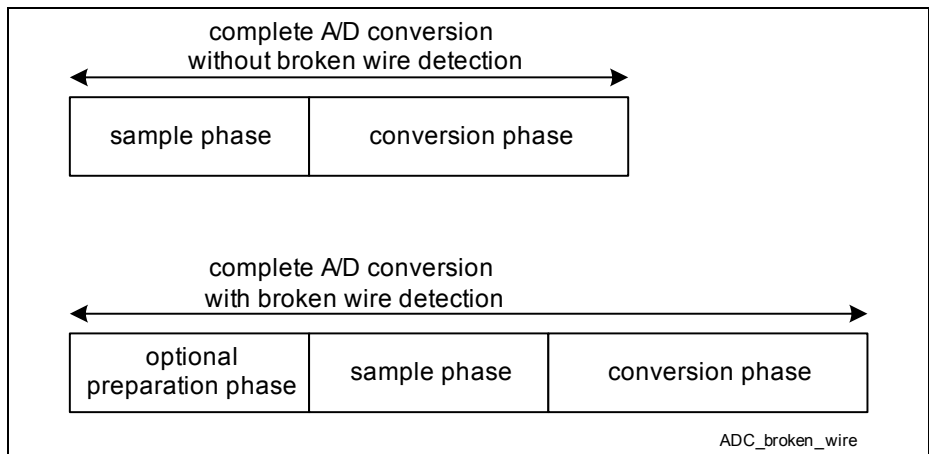 complete A/D conversion
without broken wire detection
sample phase
conversion phase
complete A/D conversion
with broken wire detection
optional
preparation phase
sample phase
conversion phase
ADC_broken_wire